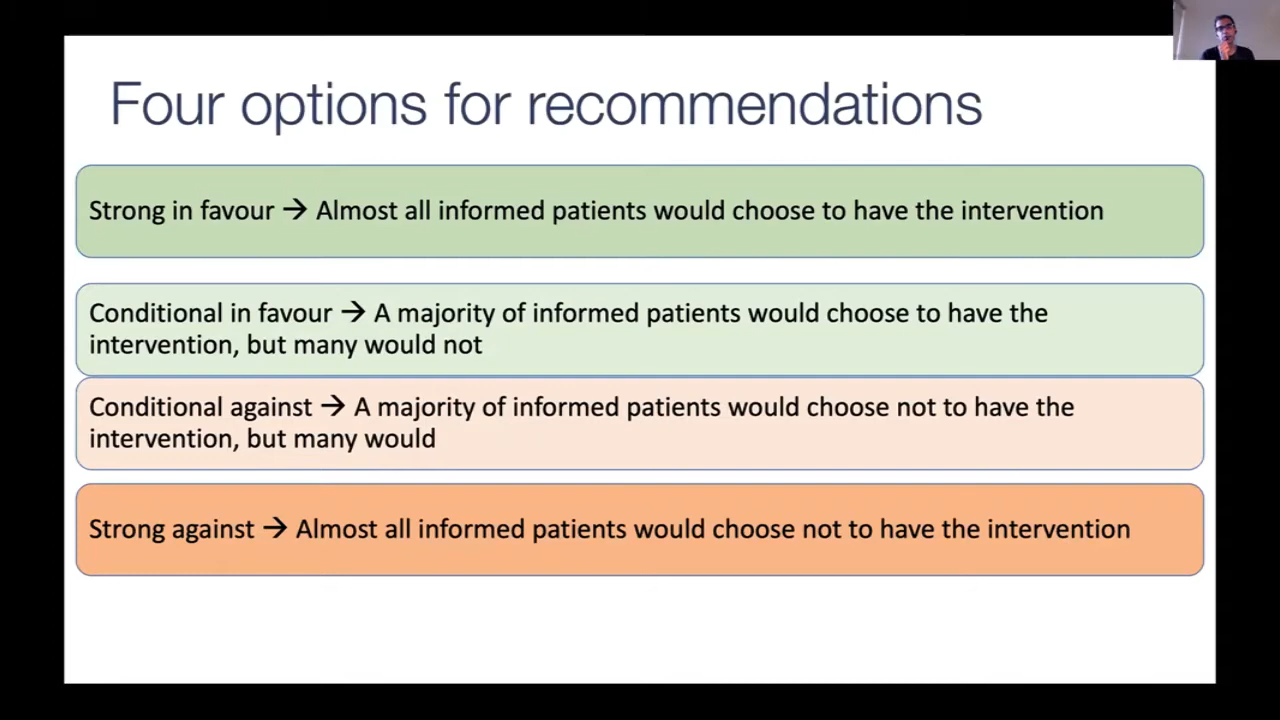 Four options for recommendations
Strong in favour → Almost all informed patients would choose to have the intervention
Conditional in favour → A majority of informed patients would choose to have the
intervention, but many would not
Conditional against → A majority of informed patients would choose not to have the
intervention, but many would
Strong against → Almost all informed patients would choose not to have the intervention